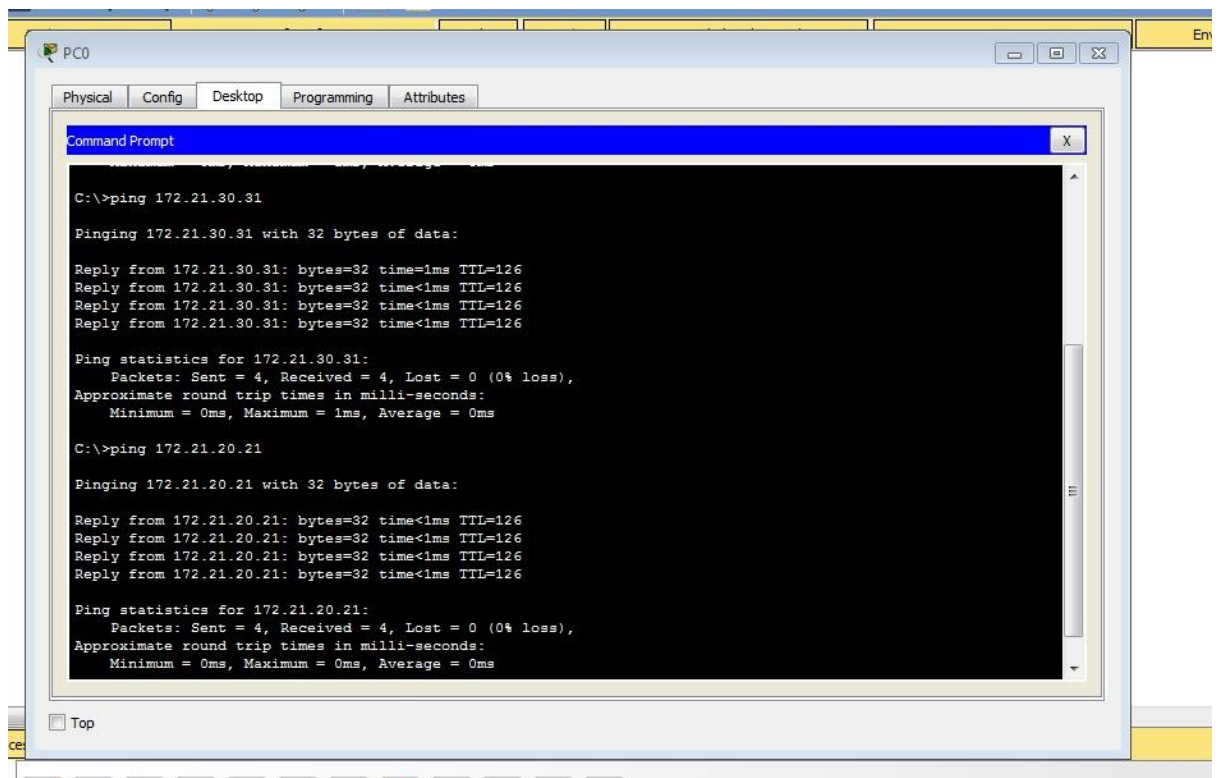 Env
PC0
Physical Config Desktop Programming Attributes
Command Prompt
X
C:\>ping 172.21.30.31
Pinging 172.21.30.31 with 32 bytes of data:
Reply from 172.21.30.31: bytes=32 time=1ms TTL=126
Reply from 172.21.30.31: bytes=32 time<1ms TTL=126
Reply from 172.21.30.31: bytes=32 time<1ms TTL=126
Reply from 172.21.30.31: bytes=32 time<1ms TTL=126
Ping statistics for 172.21.30.31:
Packets: Sent = 4, Received = 4, Lost = 0 (0% loss),
Approximate round trip times in milli-seconds:
Minimum = 0ms, Maximum = 1ms, Average = 0ms
C:\>ping 172.21.20.21
Pinging 172.21.20.21 with 32 bytes of data:
Reply from 172.21.20.21: bytes=32 time<1ms TTL=126
Reply from 172.21.20.21: bytes=32 time<1ms TTL=126
Reply from 172.21.20.21: bytes=32 time<1ms TTL=126
Reply from 172.21.20.21: bytes=32 time<1ms TTL=126
Ping statistics for 172.21.20.21:
Packets: Sent = 4, Received = 4, Lost = 0 (0% loss),
Approximate round trip times in milli-seconds:
Minimum = 0ms, Maximum = 0ms, Average = 0ms
Top